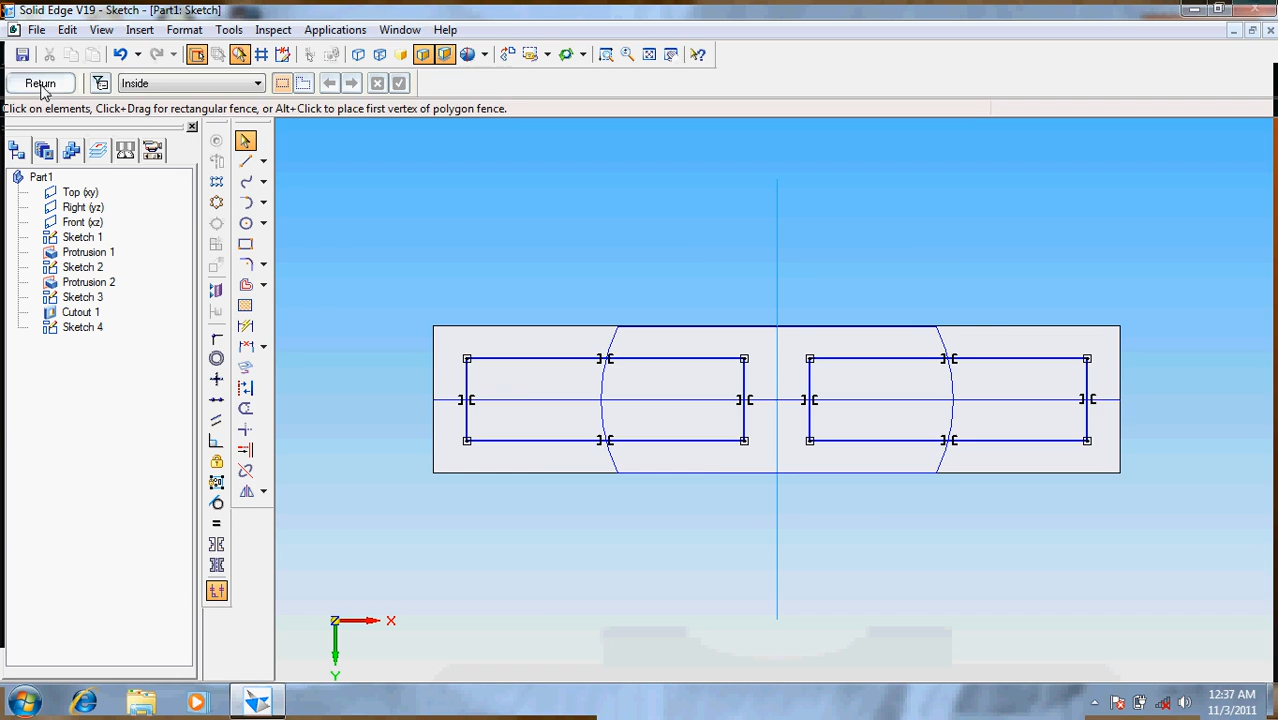 Solid Edge V19 - Sketch - [Part1: Sketch]
File Edit View Insert Format Tools Inspect Applications Window Help
Return Inside
Click on elements, Click+Drag for rectangular fence, or Alt+Click to place first vertex of polygon fence.
Part1
Top (xy)
Right (yz)
Front (xz)
Sketch 1
Protrusion 1
Sketch 2
Protrusion 2
Sketch 3
Cutout 1
Sketch 4
X
Y
12:37 AM
11/3/2011